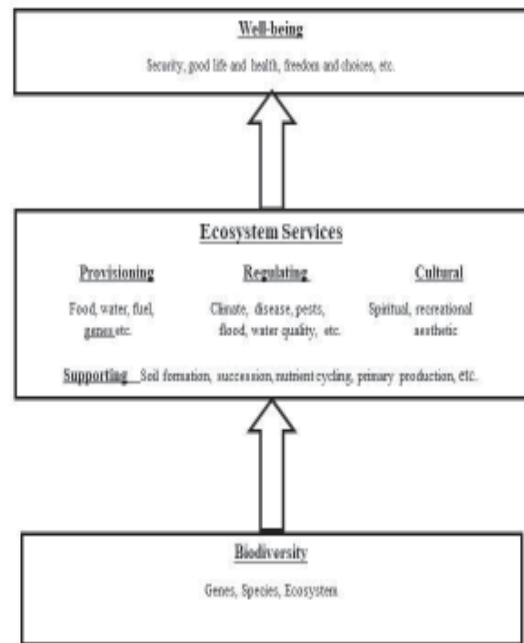 Well-being
Security, good life and health, freedom and choices, etc.
Ecosystem Services
Provisioning Regulating Cultural
Food, water, fuel, Climate, disease, pests, Spiritual, recreational
genes etc. flood, water quality, etc. aesthetic
Supporting Soil formation, succession, nutrient cycling, primary production, etc.
Biodiversity
Genes, Species, Ecosystem